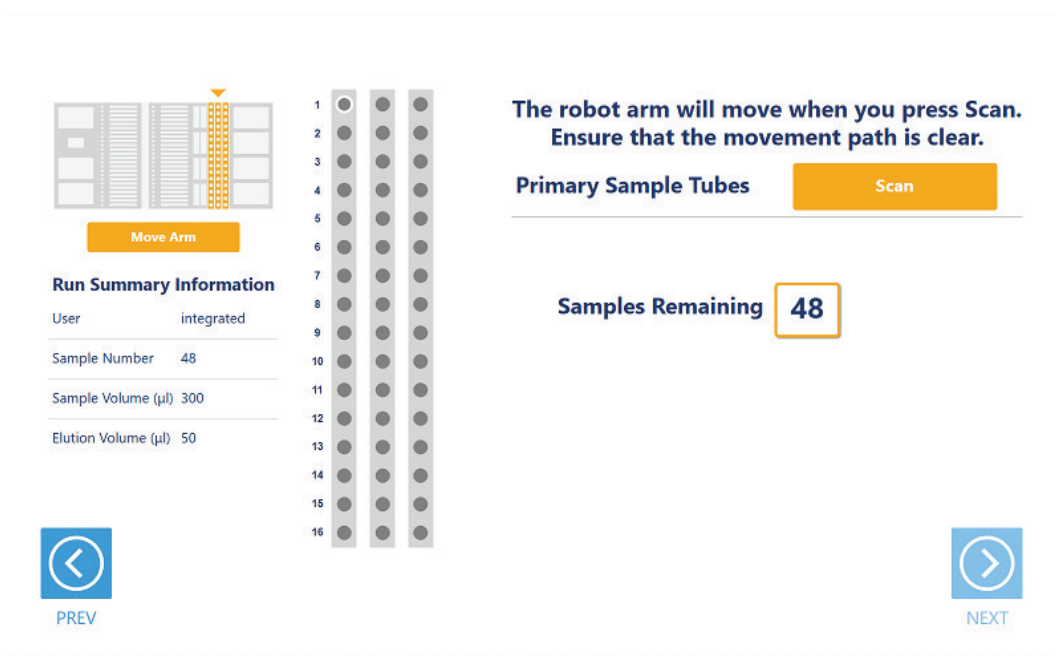 Move Arm
Run Summary Information
User integrated
Sample Number 48
Sample Volume (µl) 300
Elution Volume (µl) 50
1
2
3
4
5
6
7
8
9
10
11
12
13
14
15
16
The robot arm will move when you press Scan.
Ensure that the movement path is clear.
Primary Sample Tubes Scan
Samples Remaining 48
PREV
NEXT